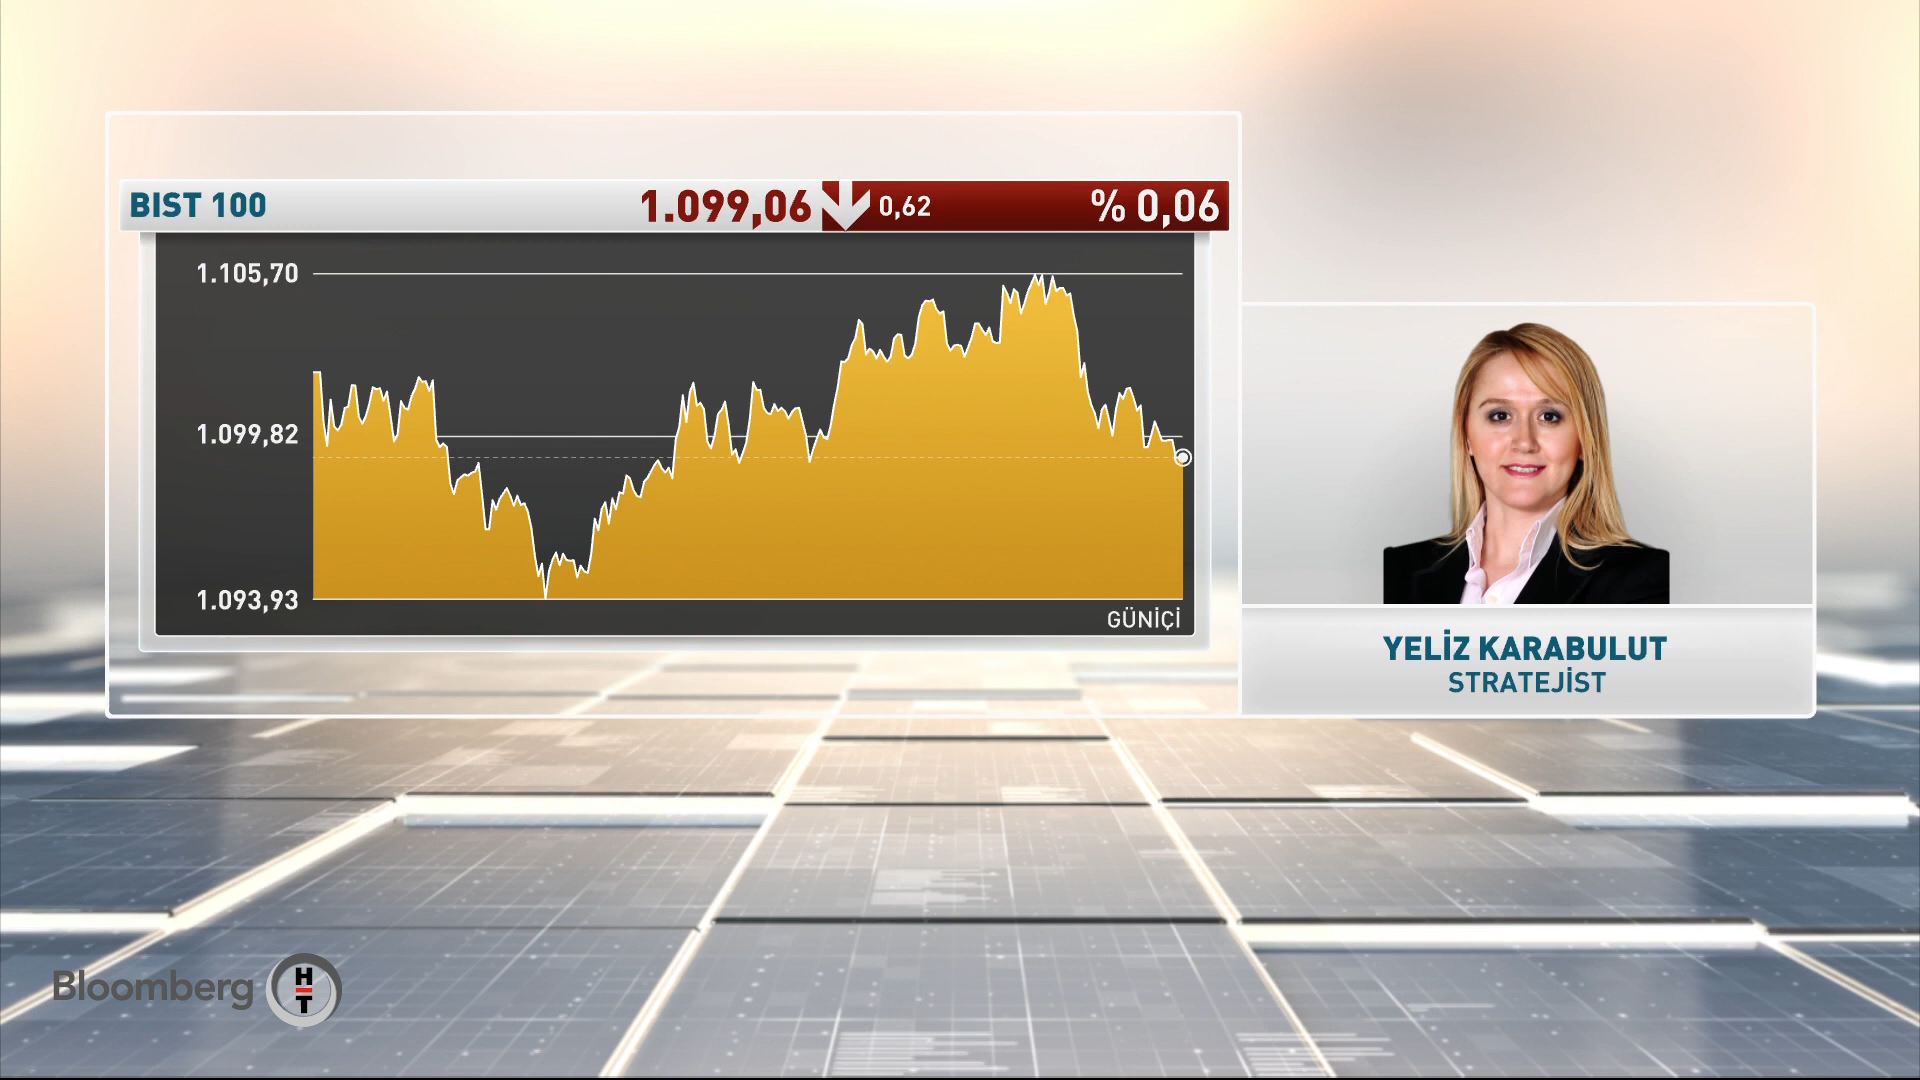 BIST 100 1.099,06 0,62 % 0,06
1.105,70
1.099,82
1.093,93
GÜNİÇİ
YELİZ KARABULUT
STRATEJİST
Bloomberg HT